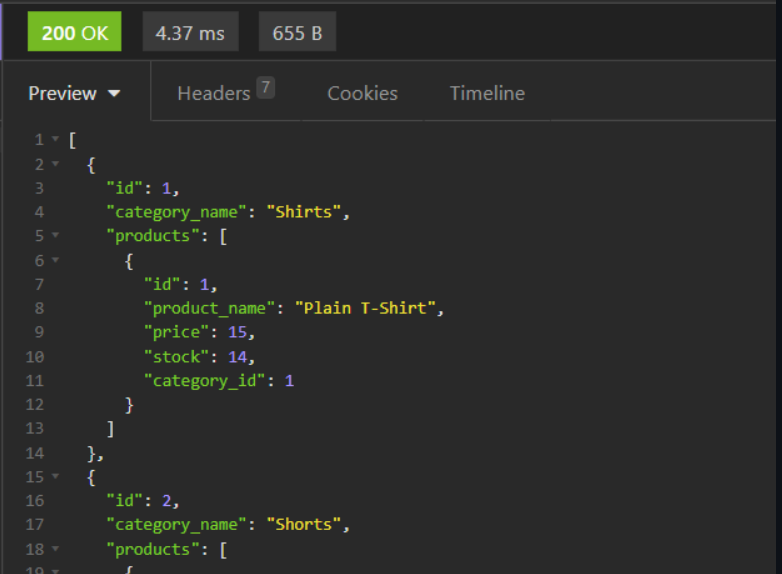 200 OK 4.37 ms 655 B
Preview Headers 7 Cookies Timeline
1 [
2 {
3 "id": 1,
4 "category_name": "Shirts",
5 "products": [
6 {
7 "id": 1,
8 "product_name": "Plain T-Shirt",
9 "price": 15,
10 "stock": 14,
11 "category_id": 1
12 }
13 ]
14 },
15 {
16 "id": 2,
17 "category_name": "Shorts",
18 "products": [
19 {